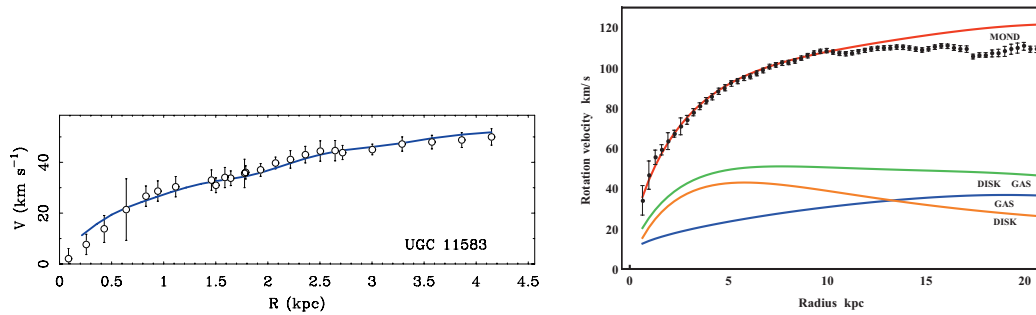 V (km s⁻¹)
40
20
0
UGC 11583
0 0.5 1 1.5 2 2.5 3 3.5 4 4.5
R (kpc)
Rotation velocity km/s
120
100
80
60
40
20
0
MOND
DISK GAS
GAS
DISK
0 5 10 15 20
Radius kpc